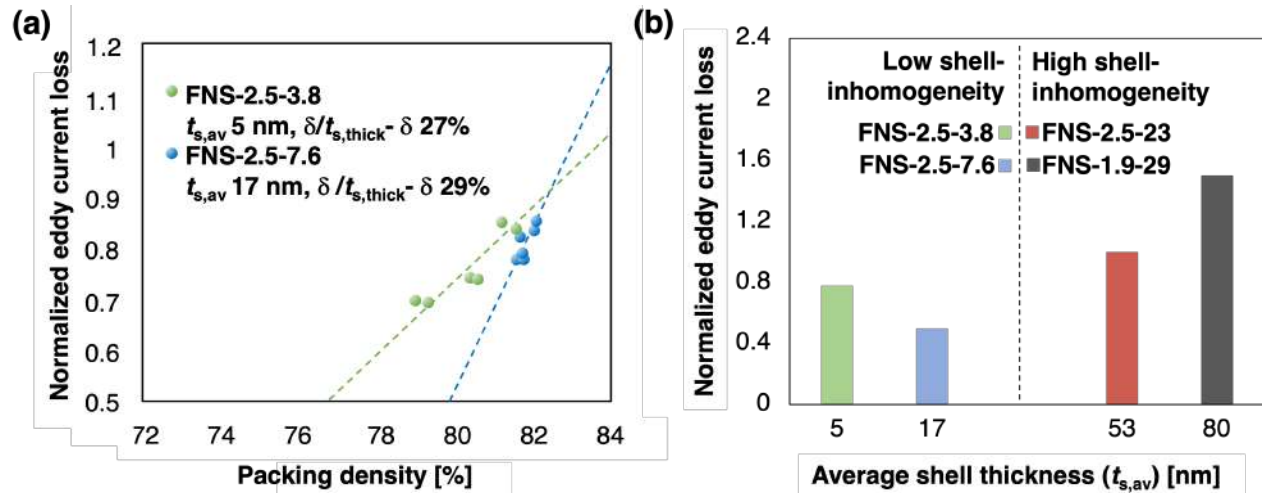 (a)
Normalized eddy current loss
1.2
1.1
1
0.9
0.8
0.7
0.6
0.5
FNS-2.5-3.8
ts,av 5 nm, δ/ts,thick- δ 27%
FNS-2.5-7.6
ts,av 17 nm, δ /ts,thick- δ 29%
72 74 76 78 80 82 84
Packing density [%]
(b)
Normalized eddy current loss
2.4
2
1.6
1.2
0.8
0.4
0
Low shell-
inhomogeneity
FNS-2.5-3.8
FNS-2.5-7.6
High shell-
inhomogeneity
FNS-2.5-23
FNS-1.9-29
5 17 53 80
Average shell thickness (ts,av) [nm]